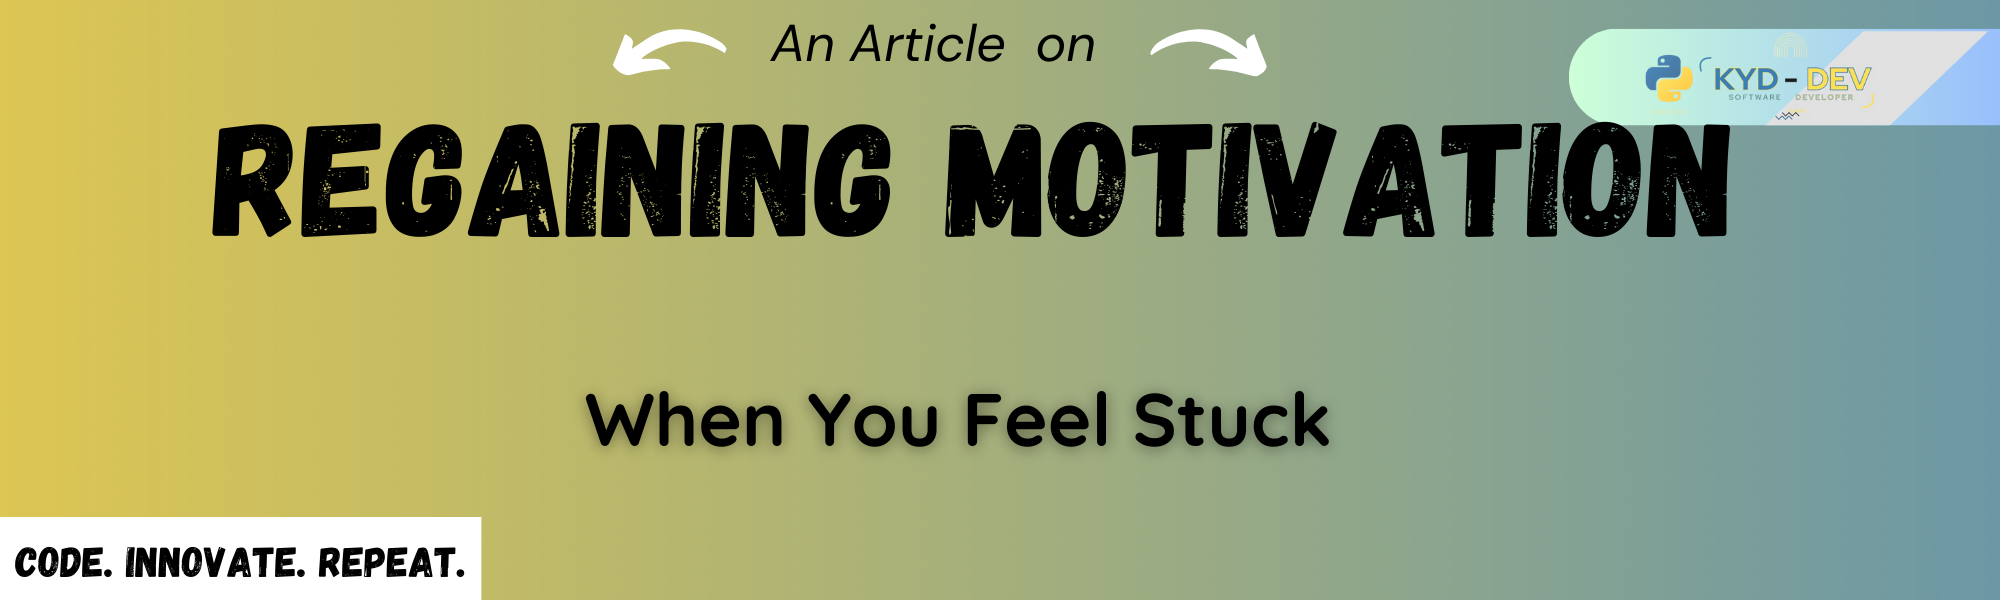 An Article on
KYD - DEV
SOFTWARE DEVELOPER
REGAINING MOTIVATION
When You Feel Stuck
CODE. INNOVATE. REPEAT.